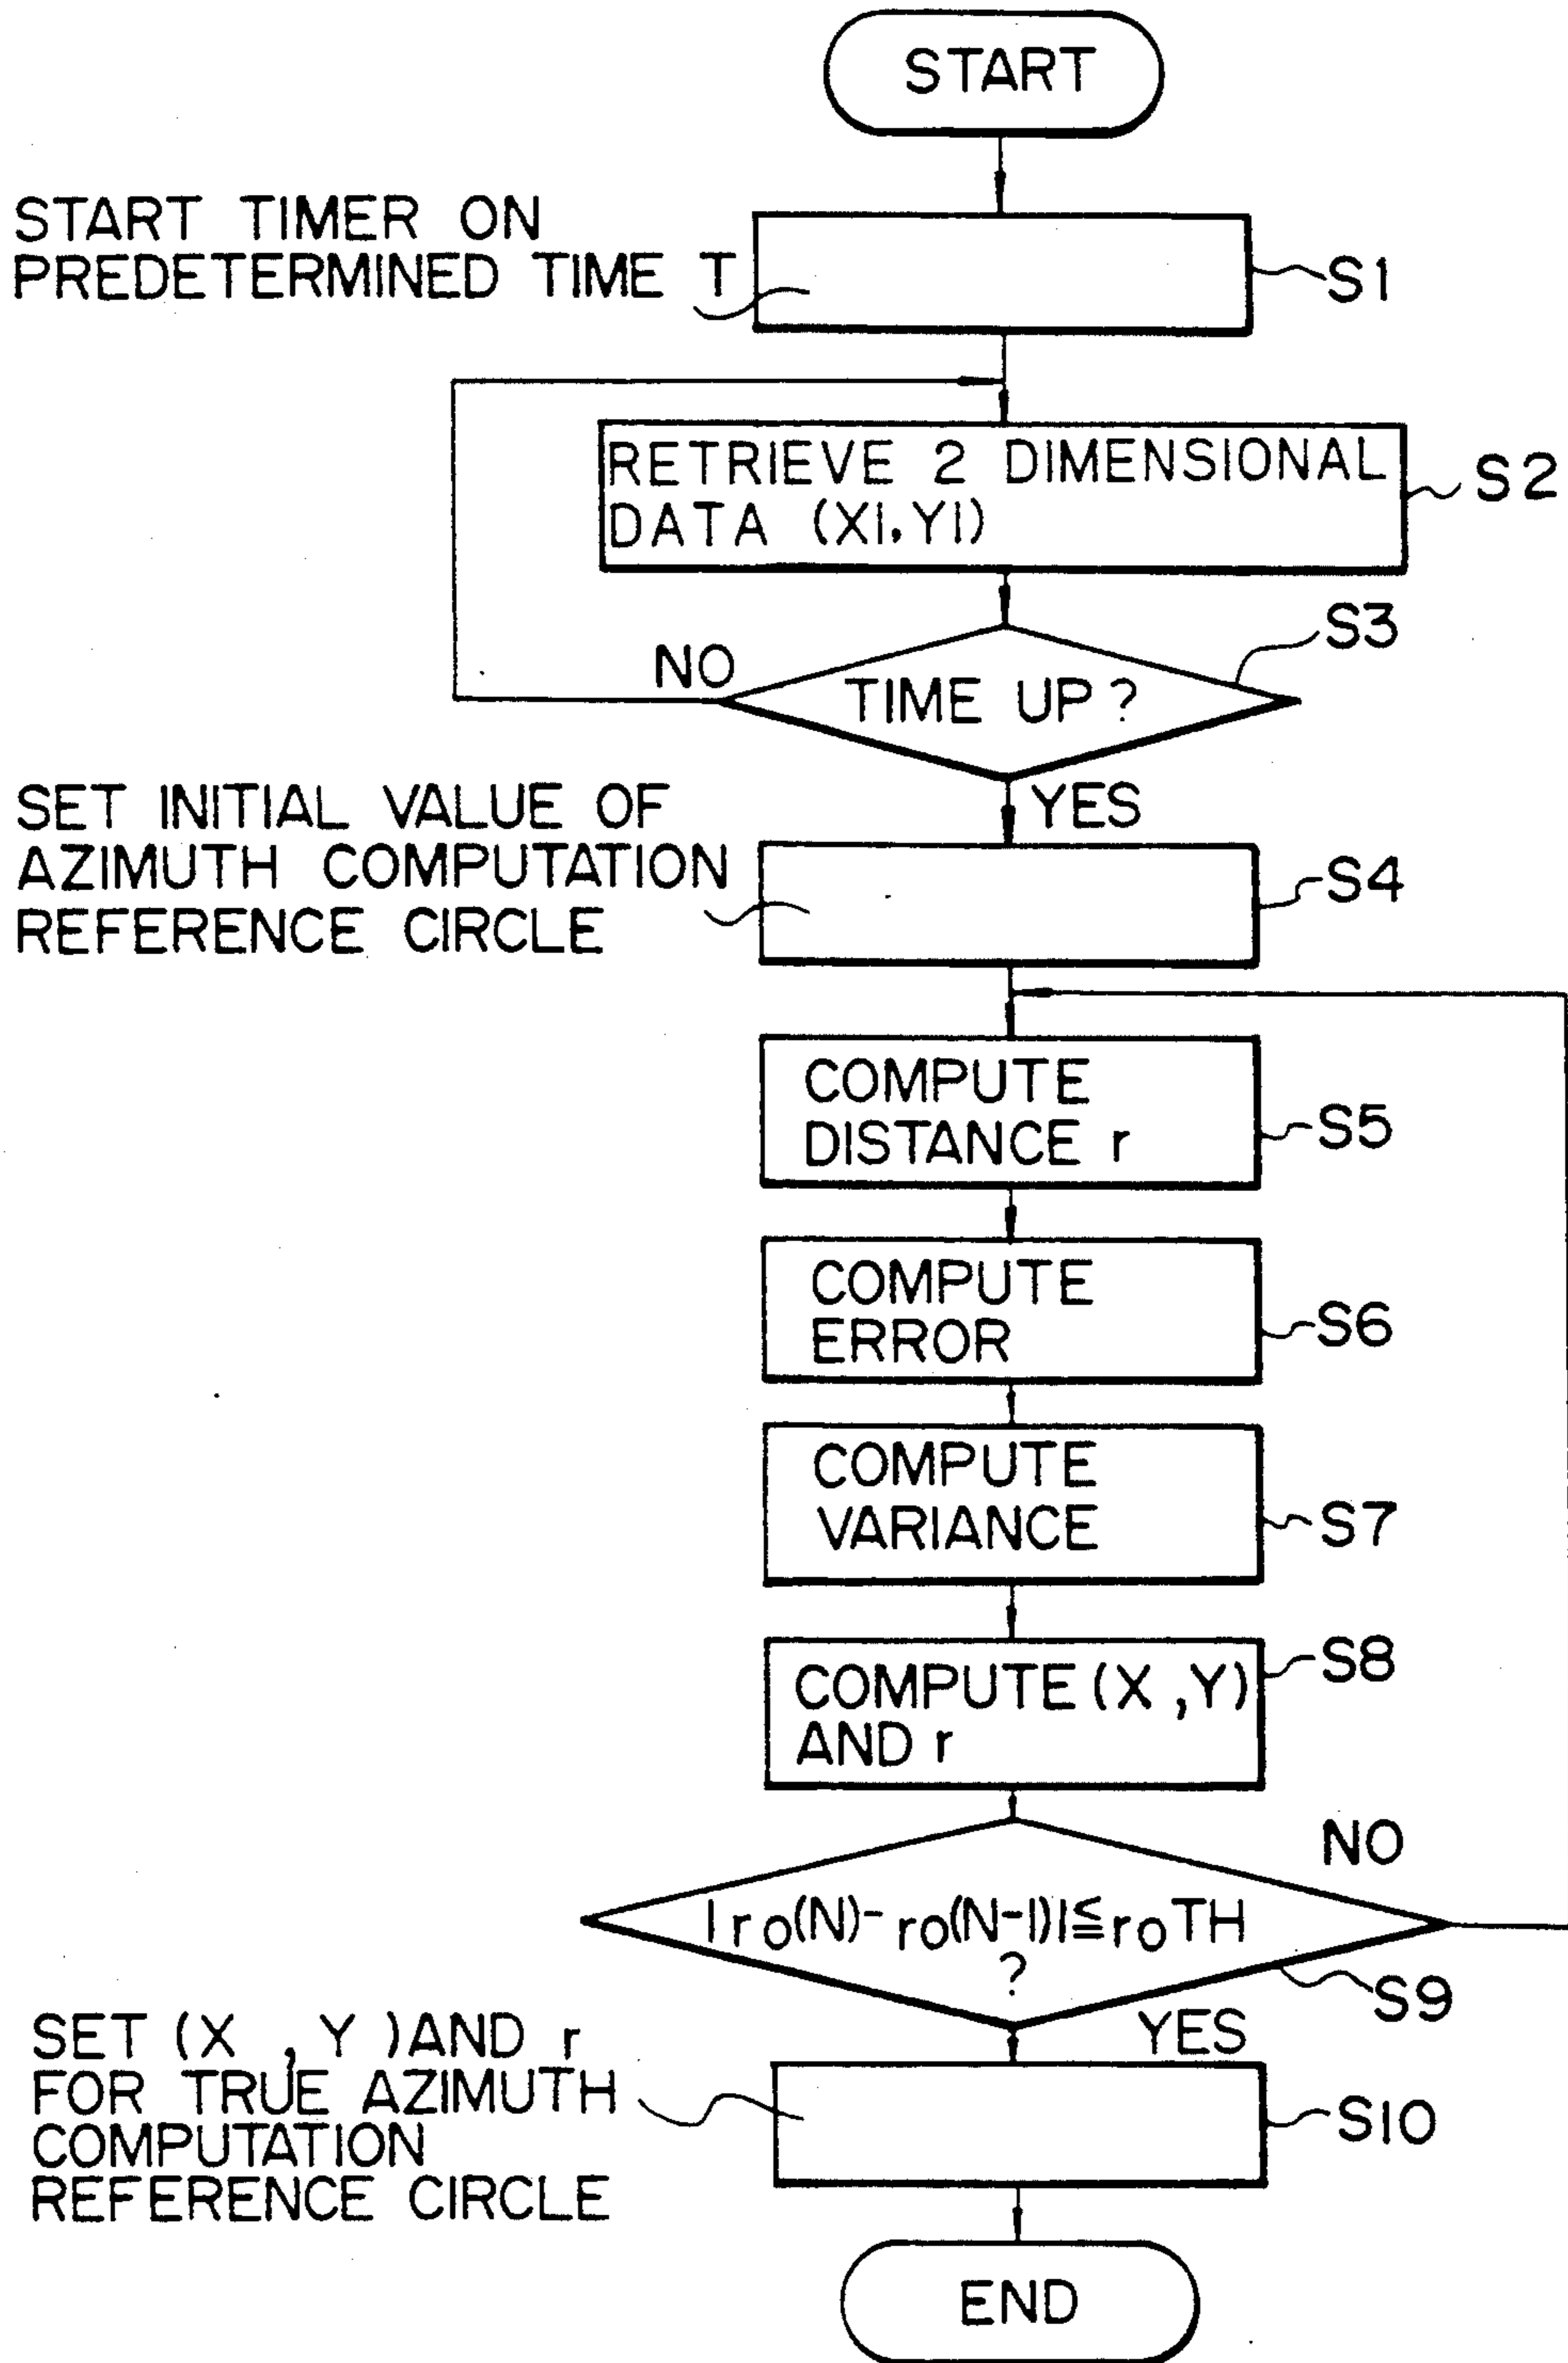 START
START TIMER ON
PREDETERMINED TIME T
S1
RETRIEVE 2 DIMENSIONAL
DATA (XI, YI)
S2
S3
NO
TIME UP ?
YES
SET INITIAL VALUE OF
AZIMUTH COMPUTATION
REFERENCE CIRCLE
S4
COMPUTE
DISTANCE r
S5
COMPUTE
ERROR
S6
COMPUTE
VARIANCE
S7
COMPUTE (X , Y)
AND r
S8
NO
|ro(N)- ro(N-1)|≦roTH
?
S9
YES
SET (X , Y ) AND r
FOR TRUE AZIMUTH
COMPUTATION
REFERENCE CIRCLE
S10
END